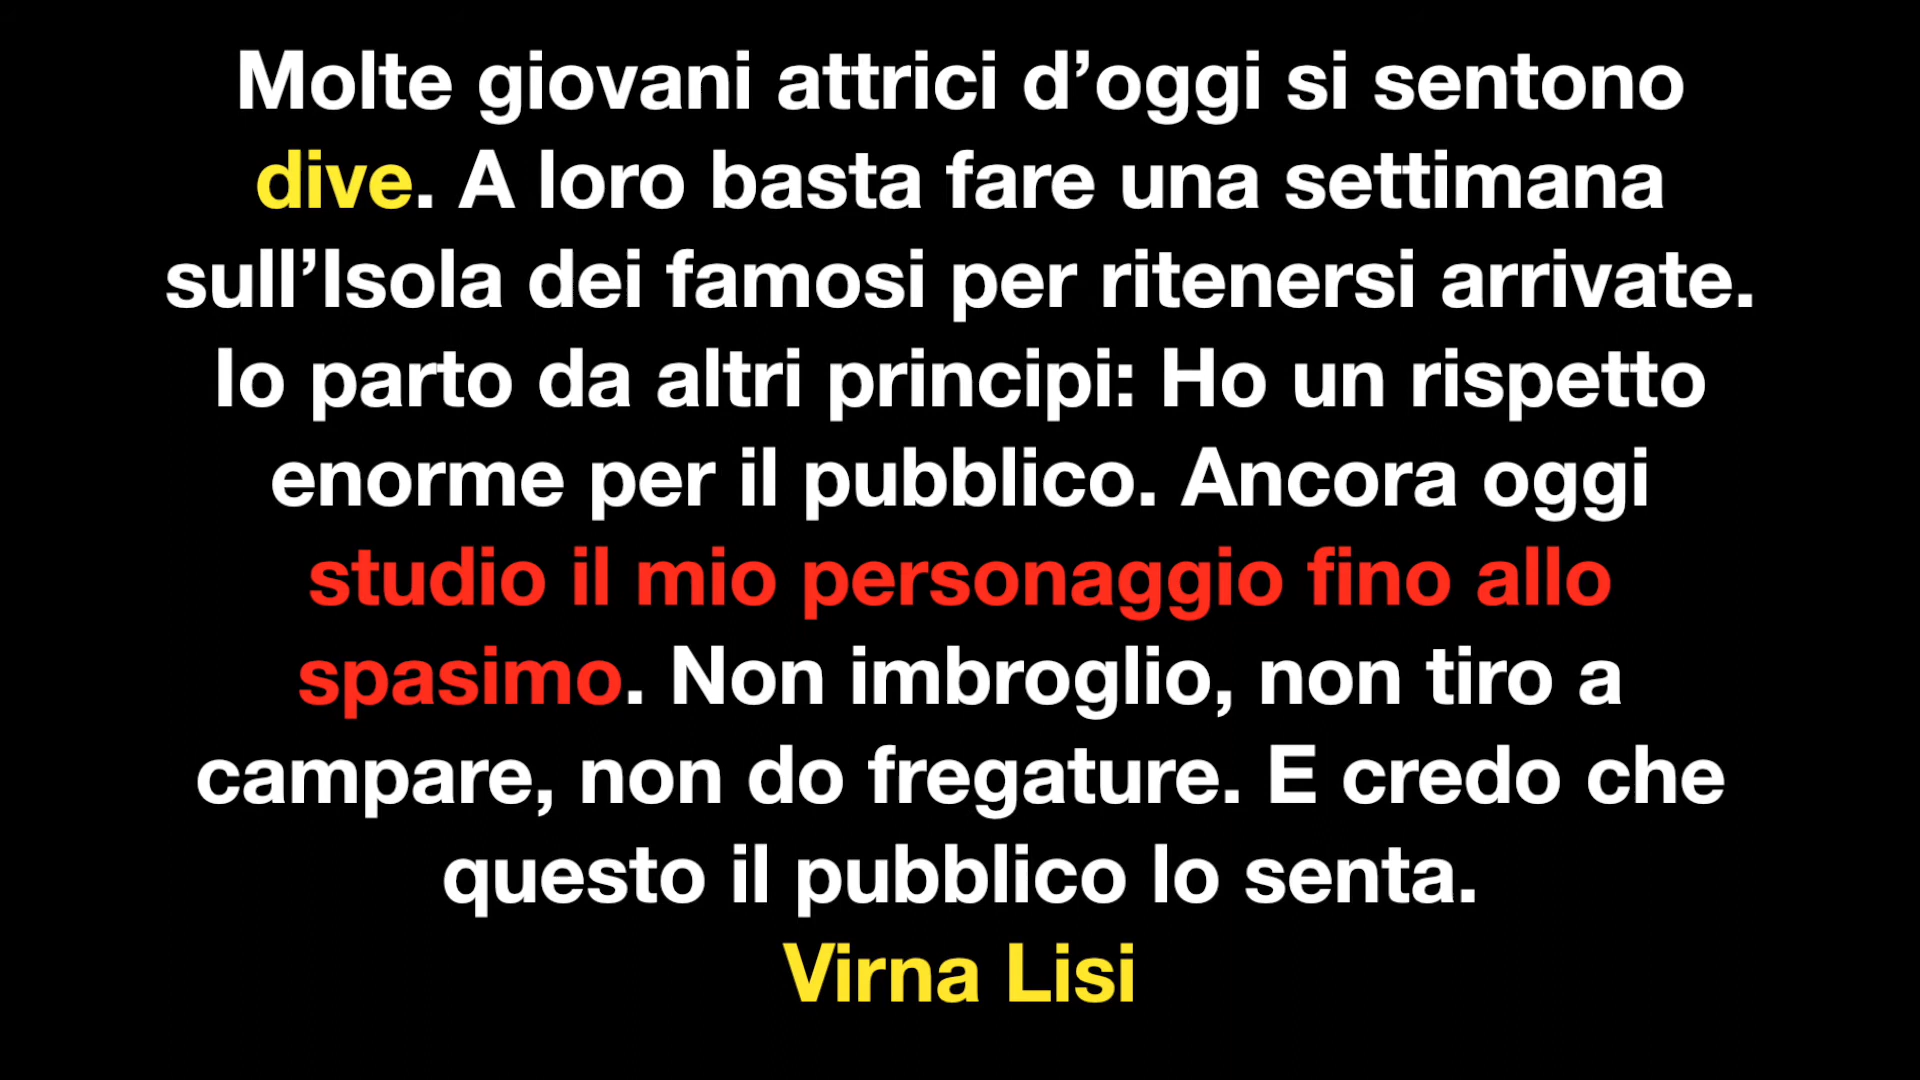 Molte giovani attrici d’oggi si sentono
dive. A loro basta fare una settimana
sull’Isola dei famosi per ritenersi arrivate.
Io parto da altri principi: Ho un rispetto
enorme per il pubblico. Ancora oggi
studio il mio personaggio fino allo
spasimo. Non imbroglio, non tiro a
campare, non do fregature. E credo che
questo il pubblico lo senta.
Virna Lisi